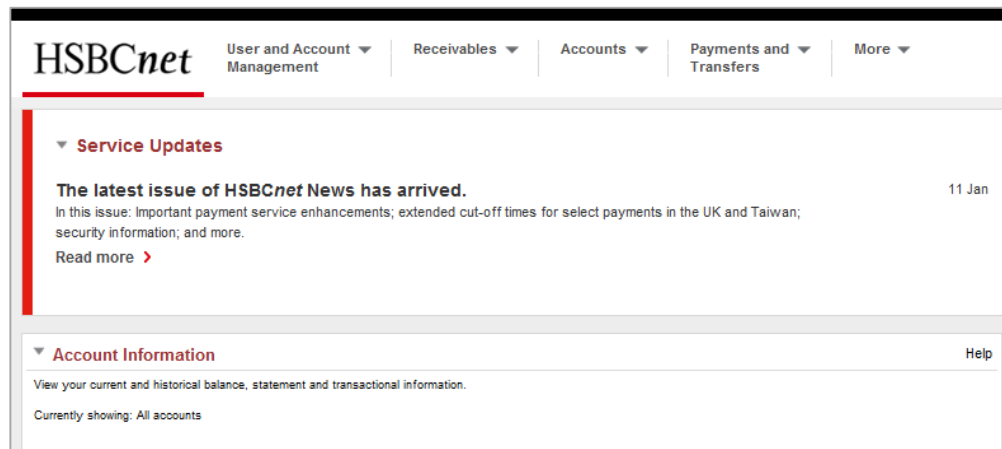 HSBCnet
User and Account Management
Receivables
Accounts
Payments and Transfers
More
Service Updates
The latest issue of HSBCnet News has arrived.
11 Jan
In this issue: Important payment service enhancements; extended cut-off times for select payments in the UK and Taiwan;
security information; and more.
Read more
Account Information
Help
View your current and historical balance, statement and transactional information.
Currently showing: All accounts